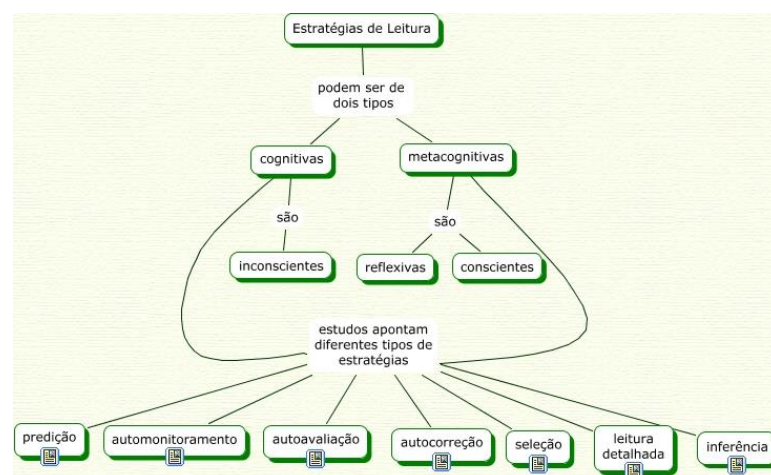 Estratégias de Leitura
podem ser de
dois tipos
cognitivas
metacognitivas
são
são
inconscientes
reflexivas
conscientes
estudos apontam
diferentes tipos de
estratégias
predição
automonitoramento
autoavaliação
autocorreção
seleção
leitura
detalhada
inferência